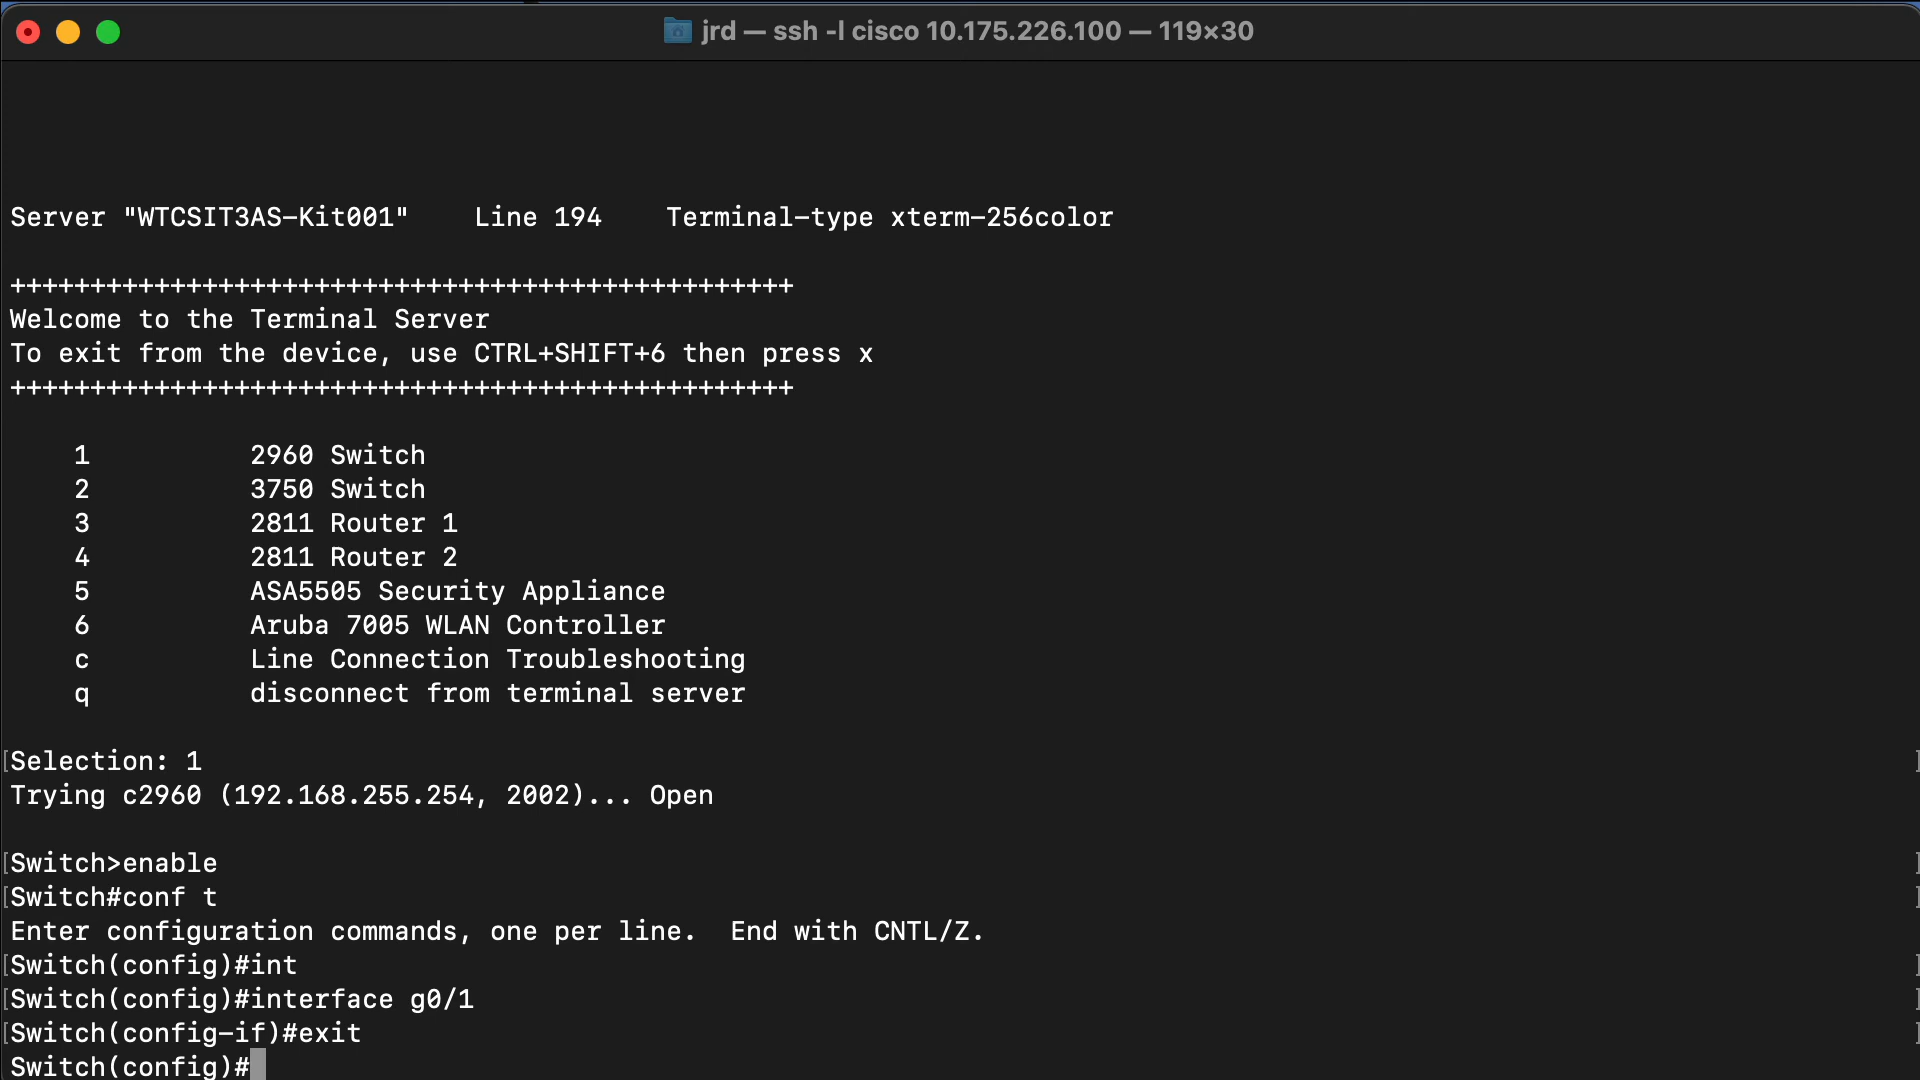 jrd — ssh -l cisco 10.175.226.100 — 119×30
Server "WTCSIT3AS-Kit001"    Line 194    Terminal-type xterm-256color
+++++++++++++++++++++++++++++++++++++++++++++++++
Welcome to the Terminal Server
To exit from the device, use CTRL+SHIFT+6 then press x
+++++++++++++++++++++++++++++++++++++++++++++++++
1          2960 Switch
2          3750 Switch
3          2811 Router 1
4          2811 Router 2
5          ASA5505 Security Appliance
6          Aruba 7005 WLAN Controller
c          Line Connection Troubleshooting
q          disconnect from terminal server
[Selection: 1 ]
Trying c2960 (192.168.255.254, 2002)... Open
[Switch>enable ]
[Switch#conf t ]
Enter configuration commands, one per line.  End with CNTL/Z.
[Switch(config)#int ]
[Switch(config)#interface g0/1 ]
[Switch(config-if)#exit ]
Switch(config)#